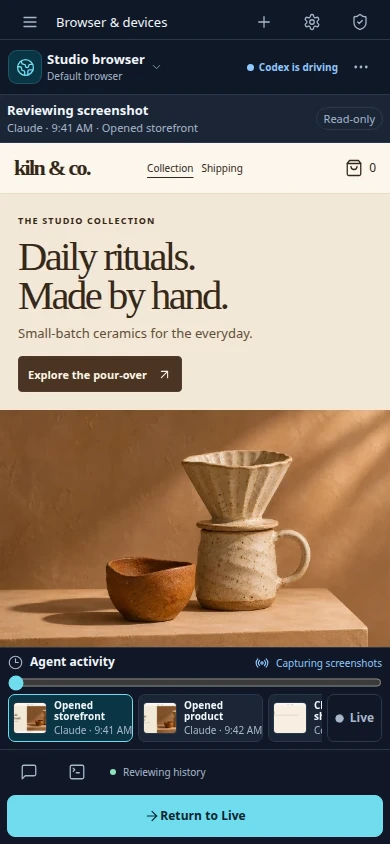 Browser & devices
Studio browser
Default browser
Codex is driving
Reviewing screenshot
Claude · 9:41 AM · Opened storefront
Read-only
kiln & co.
Collection
Shipping
0
THE STUDIO COLLECTION
Daily rituals.
Made by hand.
Small-batch ceramics for the everyday.
Explore the pour-over
Agent activity
Capturing screenshots
Opened
storefront
Claude · 9:41 AM
Opened
product
Claude · 9:42 AM
Live
Reviewing history
Return to Live